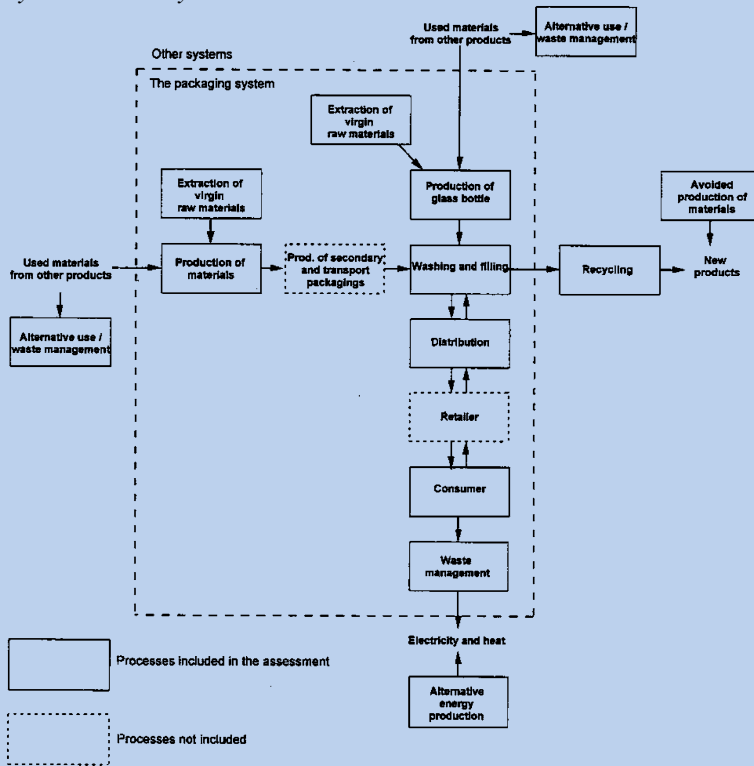 Used materials
from other products
Alternative use /
waste management
Other systems
The packaging system
Extraction of
virgin
raw materials
Extraction of
virgin
raw materials
Production of
glass bottle
Avoided
production of
materials
Used materials
from other products
Production of
materials
Prod. of secondary
and transport
packagings
Washing and filling
Recycling
New
products
Alternative use /
waste management
Distribution
Retailer
Consumer
Waste
management
Electricity and heat
Processes included in the assessment
Alternative
energy
production
Processes not included